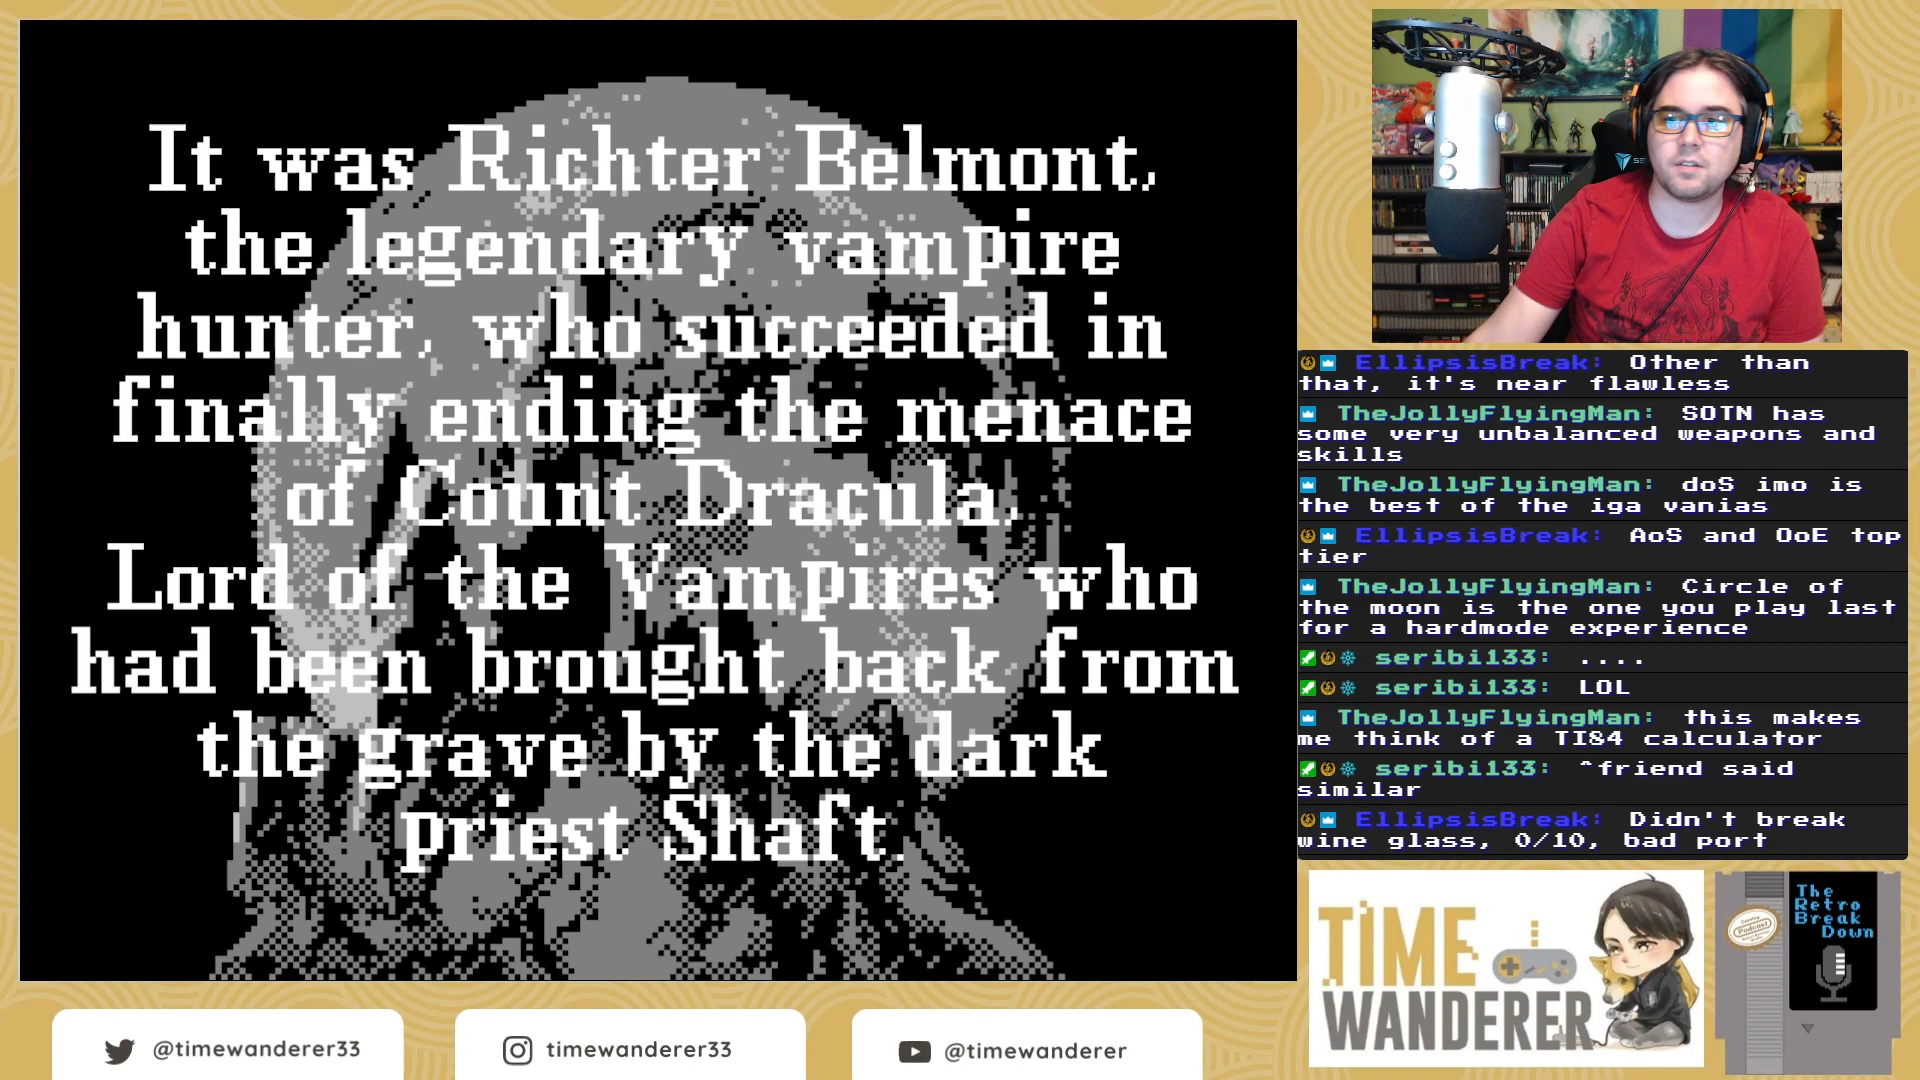 It was Richter Belmont,
the legendary vampire
hunter, who succeeded in
finally ending the menace
of Count Dracula,
Lord of the Vampires who
had been brought back from
the grave by the dark
priest Shaft.
EllipsisBreak: Other than
that, it's near flawless
TheJollyFlyingMan: SOTN has
some very unbalanced weapons and
skills
TheJollyFlyingMan: doS imo is
the best of the iga vanias
EllipsisBreak: AoS and OoE top
tier
TheJollyFlyingMan: Circle of
the moon is the one you play last
for a hardmode experience
seribi133: ....
seribi133: LOL
TheJollyFlyingMan: this makes
me think of a TI84 calculator
seribi133: ^friend said
similar
EllipsisBreak: Didn't break
wine glass, 0/10, bad port
TIME
WANDERER
The
Retro
Break
Down
Podcast
@timewanderer33
timewanderer33
@timewanderer